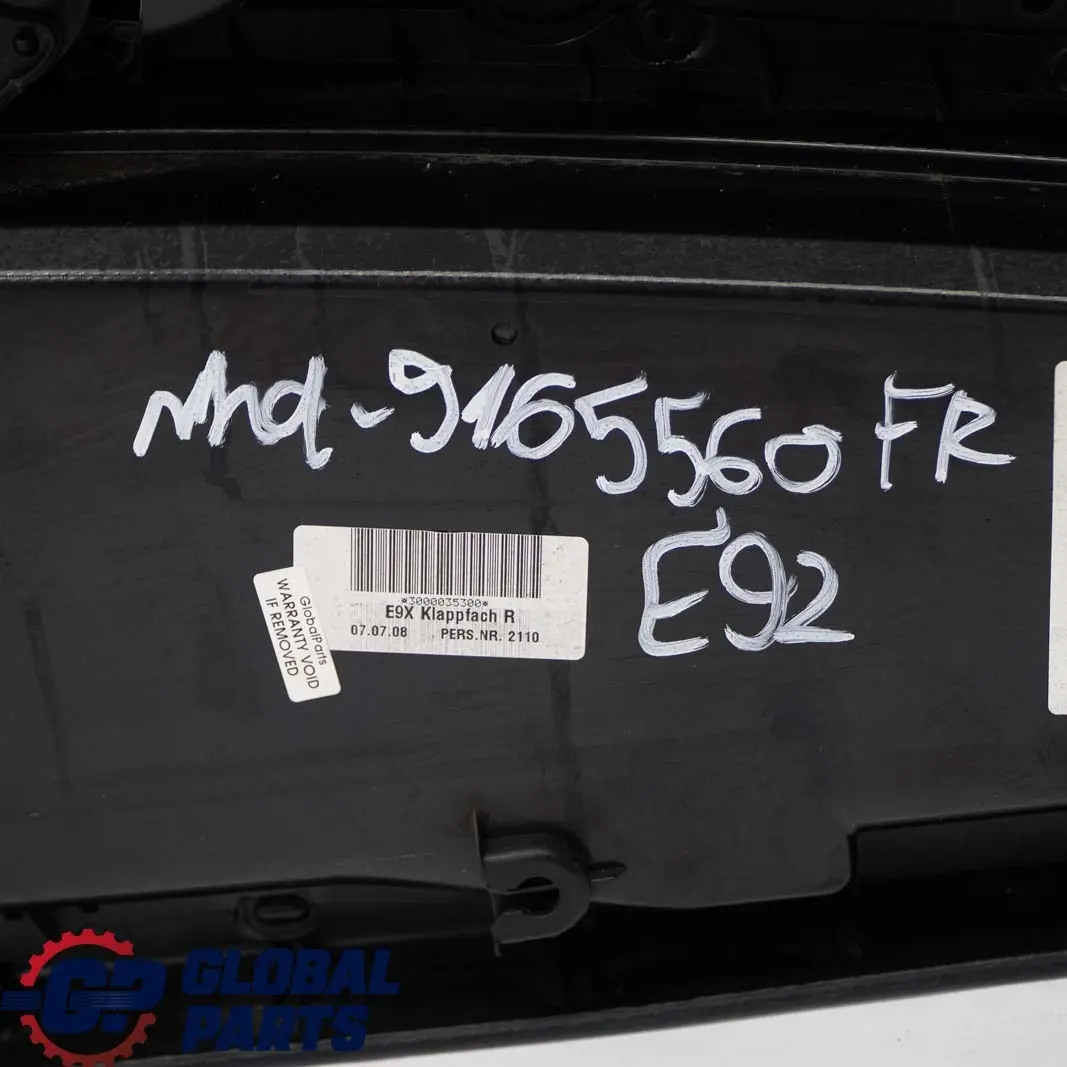 -9165560 FR
E92
*3000035300*
E9X Klappfach R
07.07.08 PERS.NR. 2110
GlobalParts
WARRANTY VOID
IF REMOVED
GP GLOBAL
PARTS